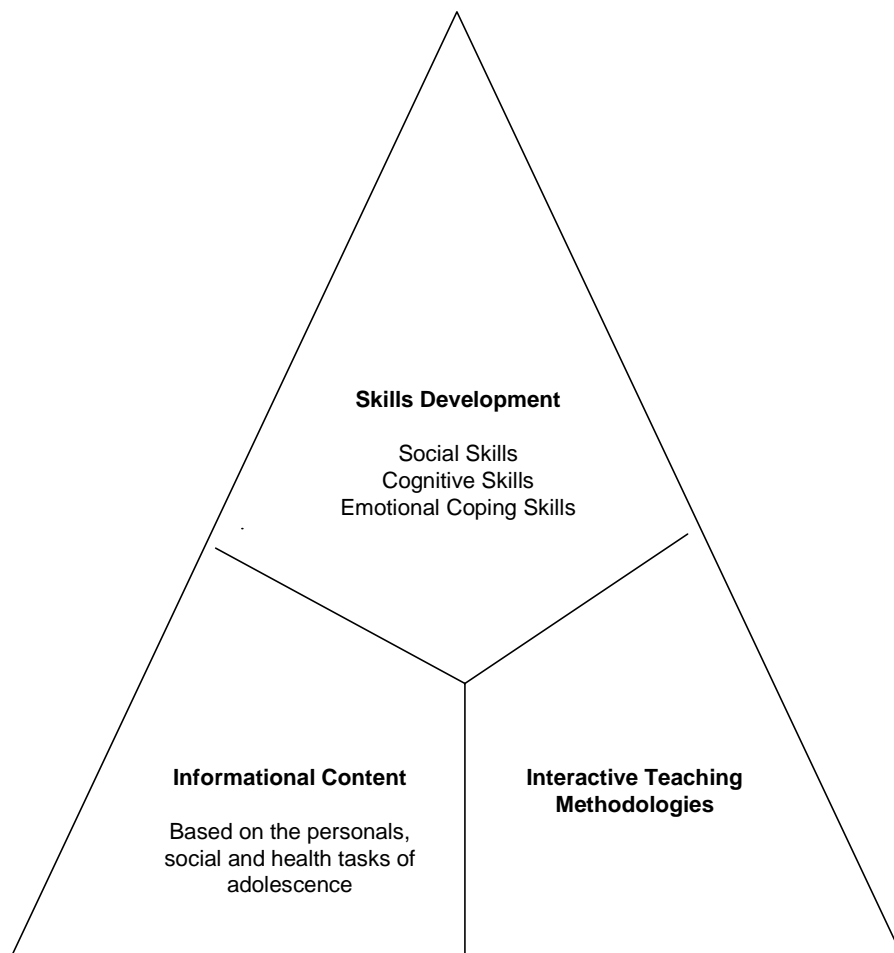 Skills Development
Social Skills
Cognitive Skills
Emotional Coping Skills
Informational Content
Based on the personals,
social and health tasks of
adolescence
Interactive Teaching
Methodologies